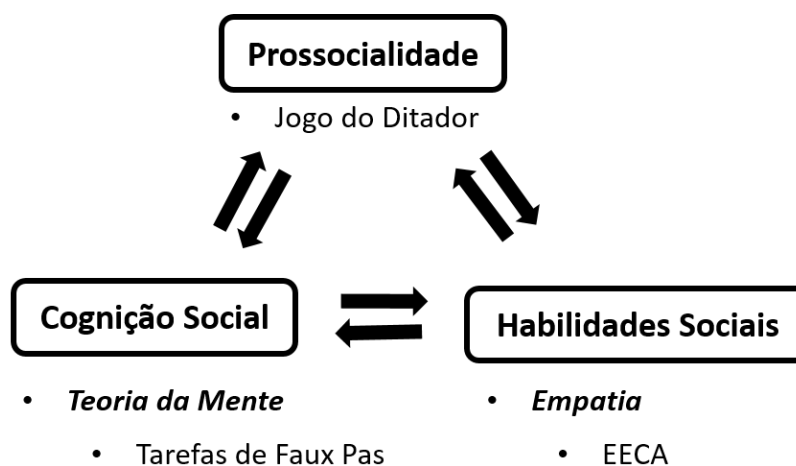 Prossocialidade
• Jogo do Ditador
Cognição Social
Habilidades Sociais
• Teoria da Mente
• Tarefas de Faux Pas
• Empatia
• EECA